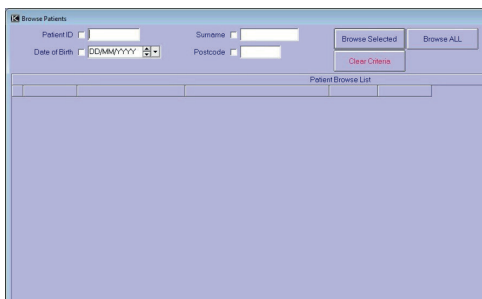 Browse Patients
Patient ID Surname Browse Selected Browse ALL
Date of Birth DD/MM/YYYY Postcode
Clear Criteria
Patient Browse List